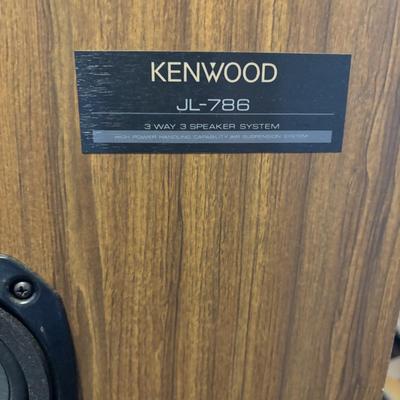 KENWOOD
JL-786
3 WAY 3 SPEAKER SYSTEM
HIGH POWER HANDLING CAPABILITY/AIR SUSPENSION SYSTEM